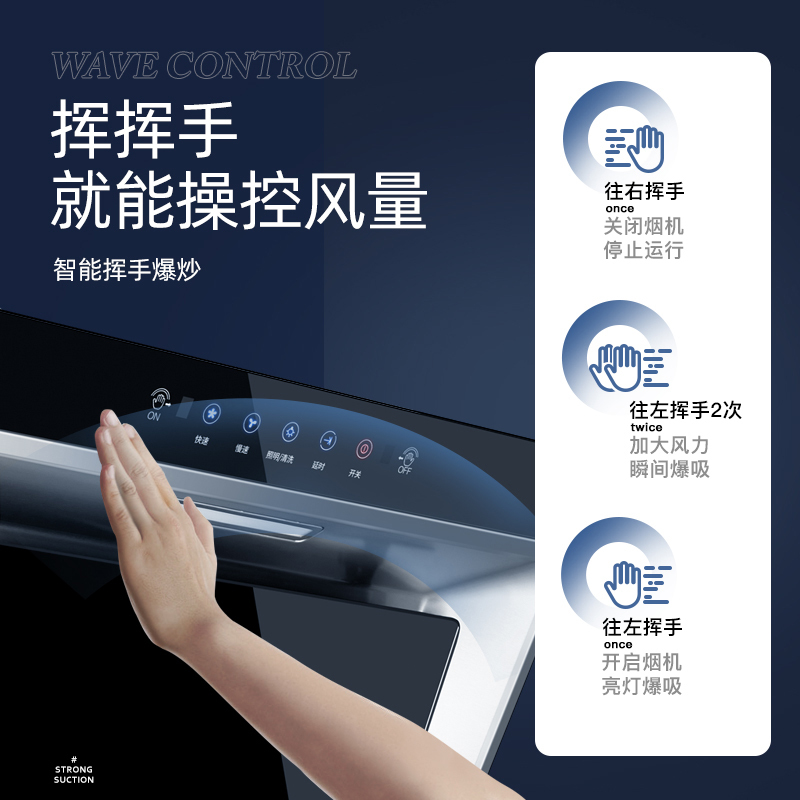 WAVE CONTROL
挥挥手
就能操控风量
智能挥手爆炒
ON
快速
慢速
照明/清洗
延时
开关
OFF
往右挥手
once
关闭烟机
停止运行
往左挥手2次
twice
加大风力
瞬间爆吸
往左挥手
once
开启烟机
亮灯爆吸
#
STRONG
SUCTION